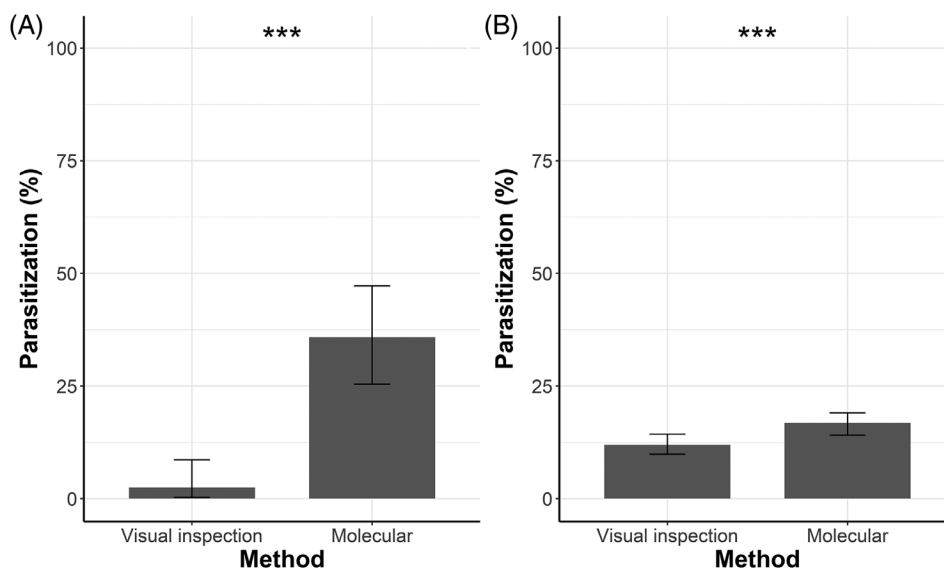 (A)
***
Parasitization (%)
100
75
50
25
0
Visual inspection
Molecular
Method
(B)
***
Parasitization (%)
100
75
50
25
0
Visual inspection
Molecular
Method